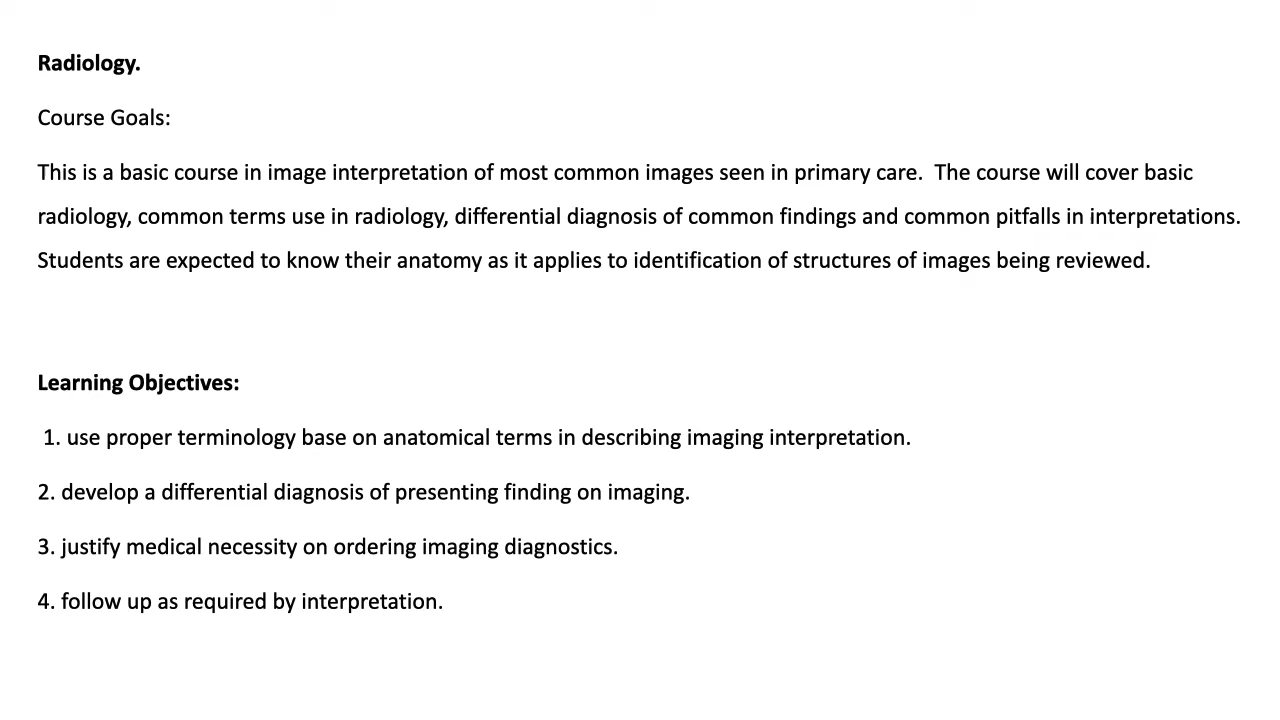 Radiology.
Course Goals:
This is a basic course in image interpretation of most common images seen in primary care.  The course will cover basic
radiology, common terms use in radiology, differential diagnosis of common findings and common pitfalls in interpretations.
Students are expected to know their anatomy as it applies to identification of structures of images being reviewed.
Learning Objectives:
1. use proper terminology base on anatomical terms in describing imaging interpretation.
2. develop a differential diagnosis of presenting finding on imaging.
3. justify medical necessity on ordering imaging diagnostics.
4. follow up as required by interpretation.